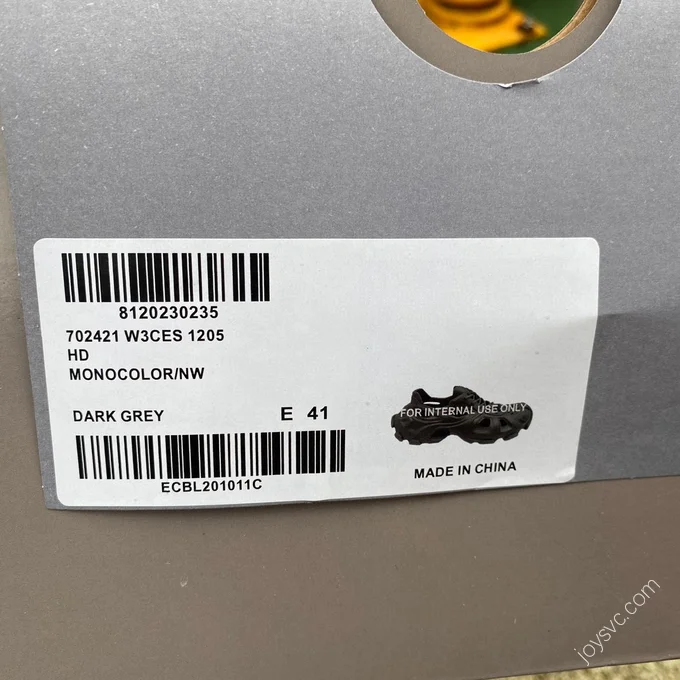 8120230235
702421 W3CES 1205
HD
MONOCOLOR/NW
DARK GREY E 41
FOR INTERNAL USE ONLY
ECBL201011C
MADE IN CHINA
joysvc.com